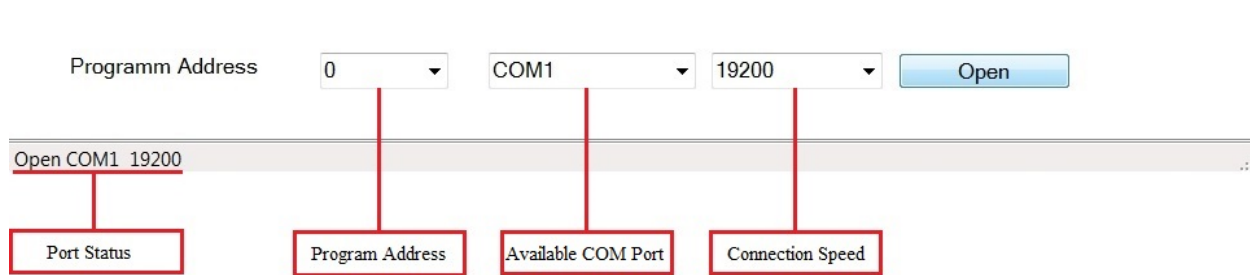 Programm Address 0 COM1 19200 Open
Open COM1 19200
Port Status Program Address Available COM Port Connection Speed